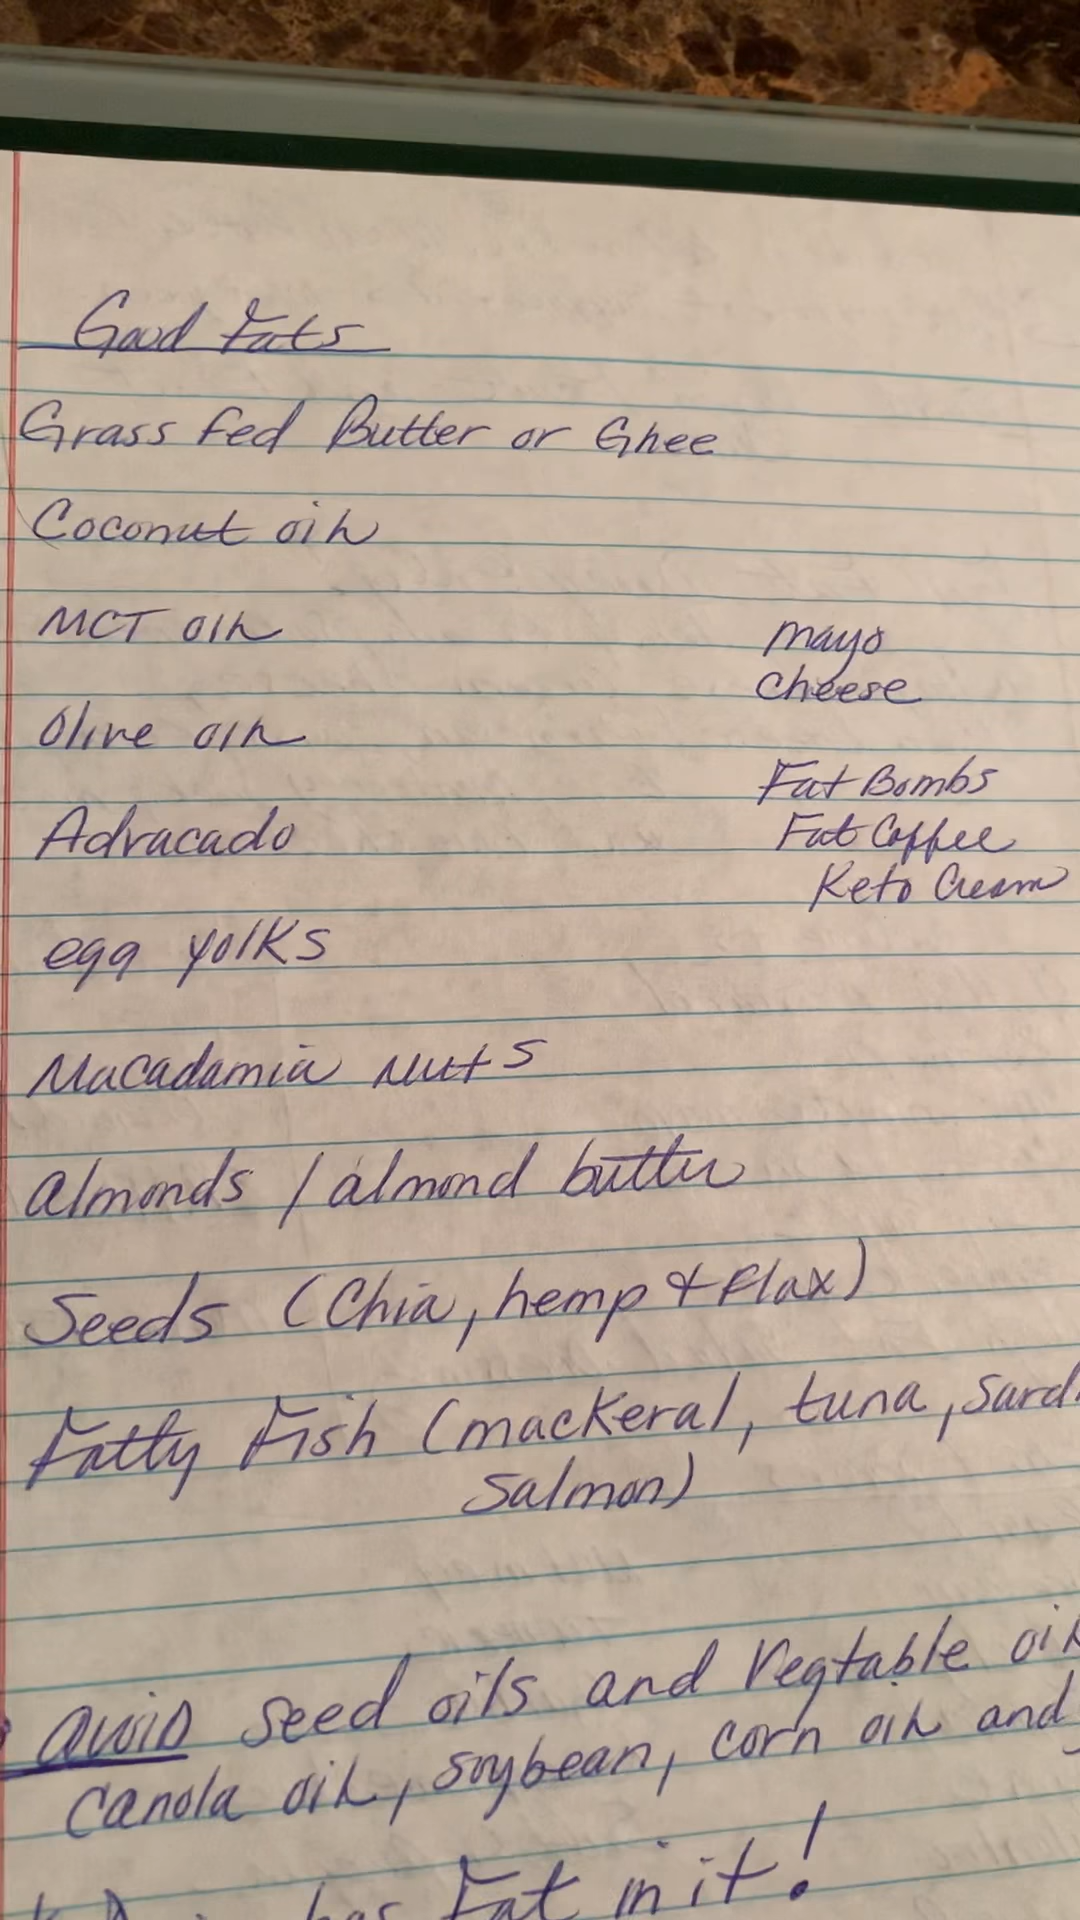 Good Fats
Grass fed Butter or Ghee
Coconut oil
MCT oil
Olive oil
Advacado
egg yolks
Macadamia nuts
almonds / almond butter
Seeds (Chia, hemp & flax)
Fatty Fish (mackeral, tuna, Sard
Salmon)
mayo
cheese
Fat Bombs
Fat Coffee
Keto Cream
avoid seed oils and Vegtable oil
canola oil, soybean, corn oil and
has Fat in it!